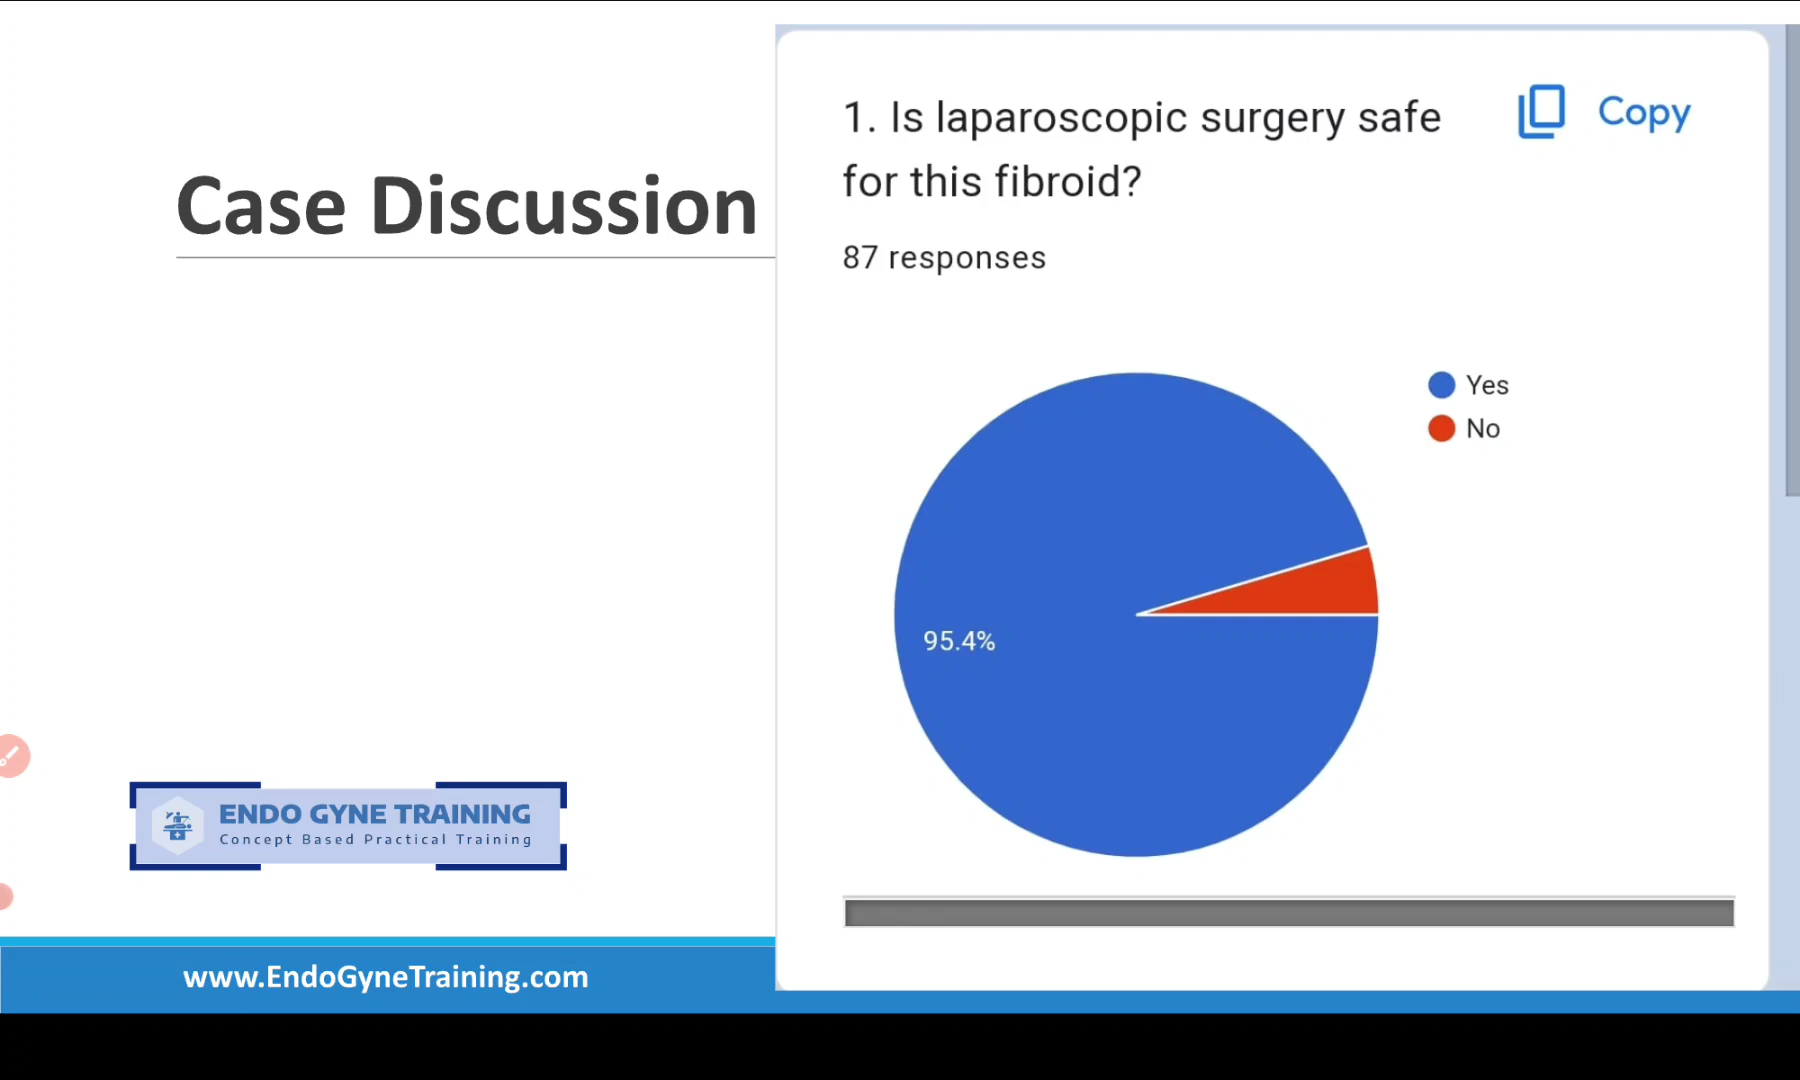 Case Discussion
1. Is laparoscopic surgery safe
for this fibroid?
Copy
87 responses
Yes
No
95.4%
ENDO GYNE TRAINING
Concept Based Practical Training
www.EndoGyneTraining.com